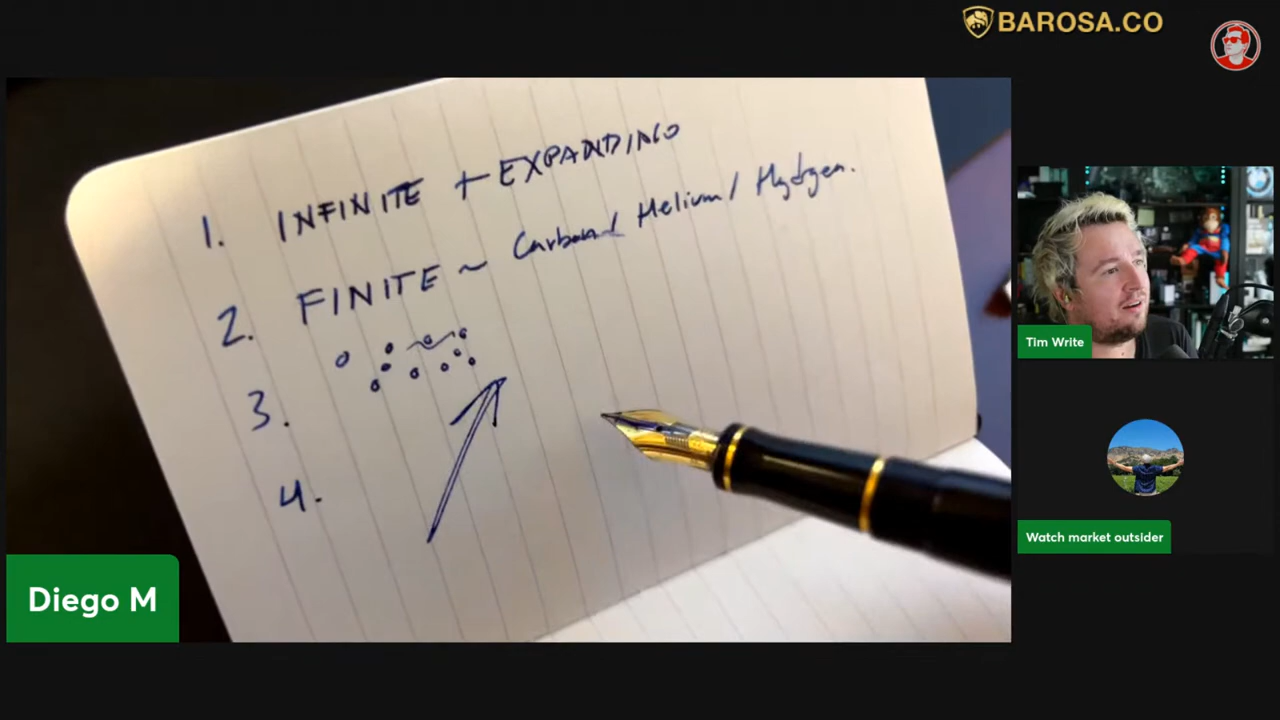 BAROSA.CO
1. INFINITE + EXPANDING
2. FINITE ~ Carbon / Helium / Hydrogen.
3.
4.
Tim Write
Watch market outsider
Diego M